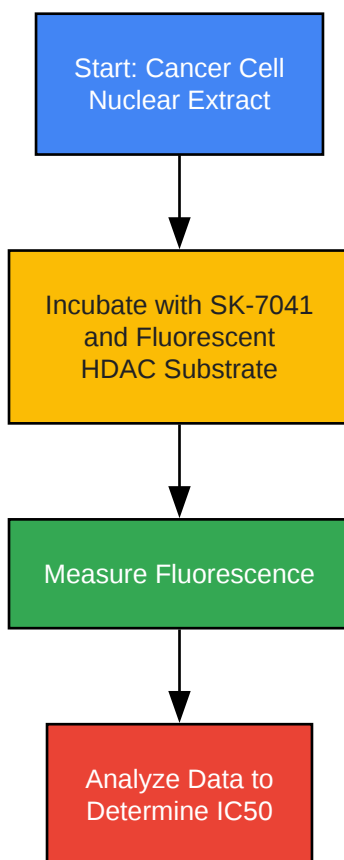 Start: Cancer Cell
Nuclear Extract
Incubate with SK-7041
and Fluorescent
HDAC Substrate
Measure Fluorescence
Analyze Data to
Determine IC50